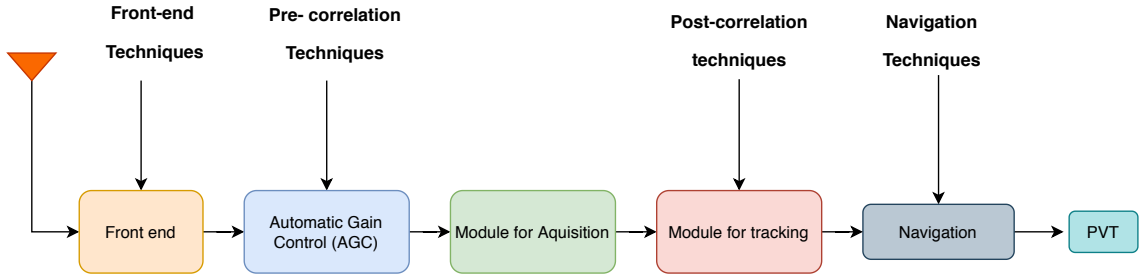 Front-end
Techniques
Pre- correlation
Techniques
Post-correlation
techniques
Navigation
Techniques
Front end
Automatic Gain
Control (AGC)
Module for Aquisition
Module for tracking
Navigation
PVT